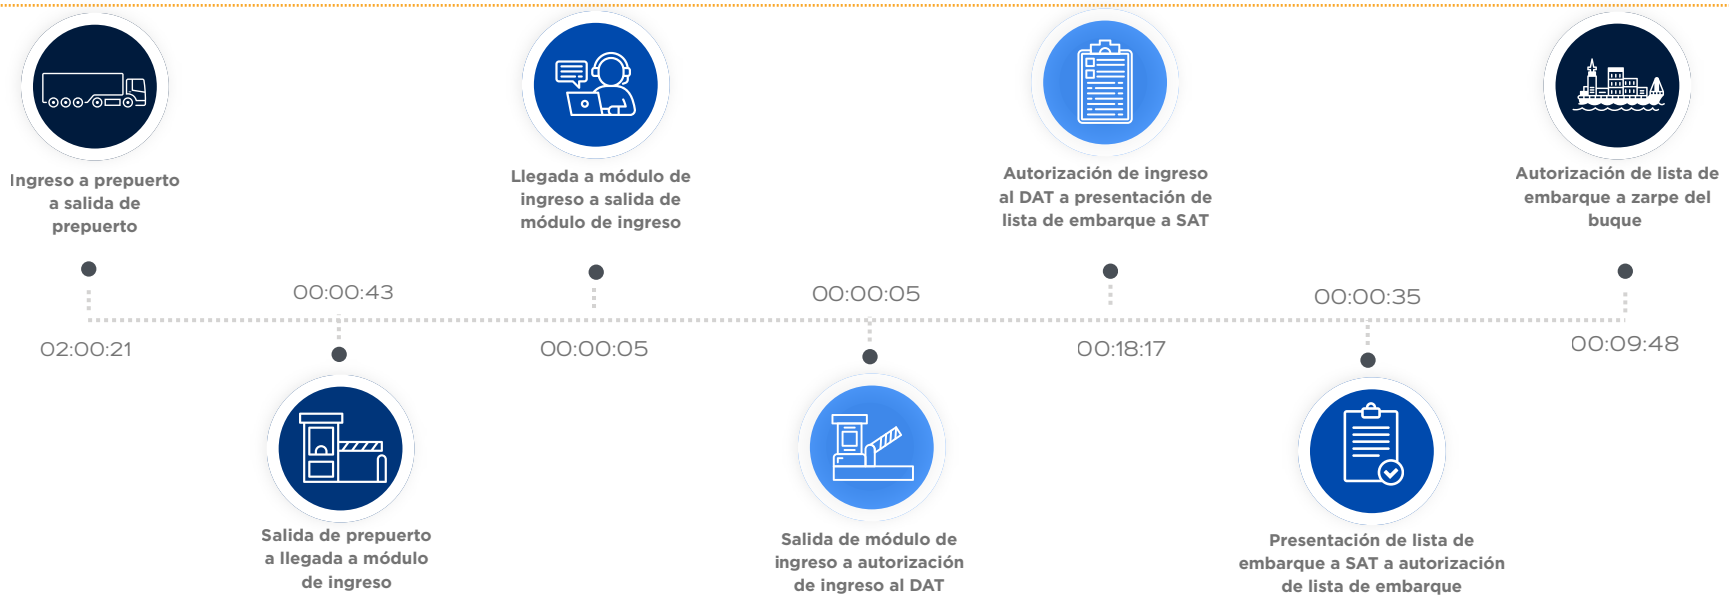 Ingreso a prepuerto
a salida de
prepuerto
02:00:21
00:00:43
Salida de prepuerto
a llegada a módulo
de ingreso
Llegada a módulo de
ingreso a salida de
módulo de ingreso
00:00:05
00:00:05
Salida de módulo de
ingreso a autorización
de ingreso al DAT
Autorización de ingreso
al DAT a presentación de
lista de embarque a SAT
00:18:17
00:00:35
Presentación de lista de
embarque a SAT a autorización
de lista de embarque
Autorización de lista de
embarque a zarpe del
buque
00:09:48